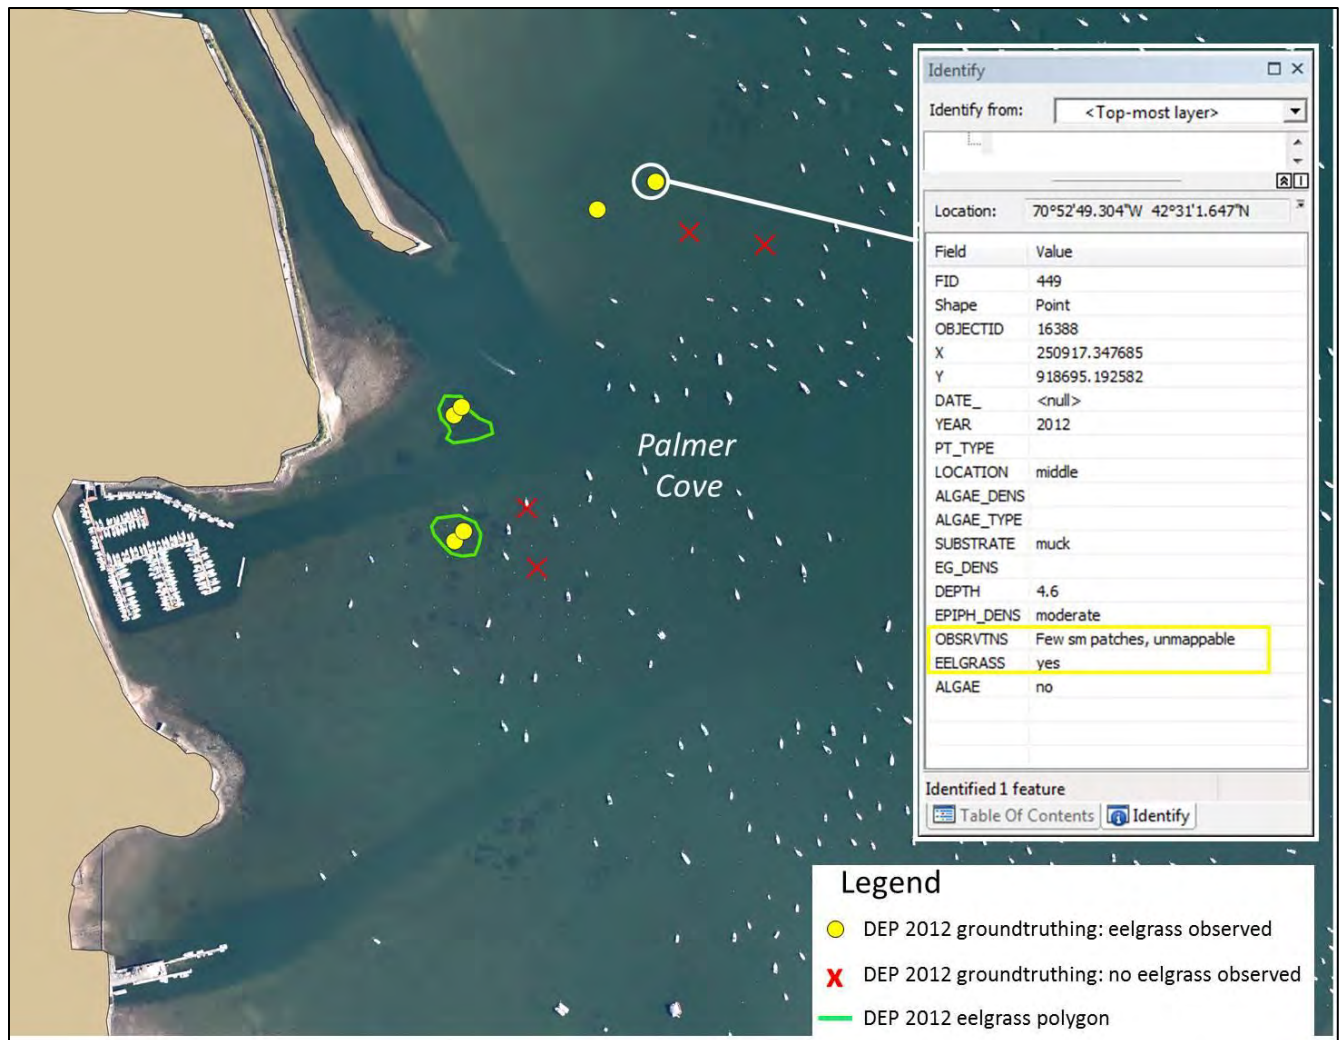 Palmer
Cove
Identify
Identify from: <Top-most layer>
Location: 70°52'49.304"W 42°31'1.647"N
Field Value
FID 449
Shape Point
OBJECTID 16388
X 250917.347685
Y 918695.192582
DATE_ <null>
YEAR 2012
PT_TYPE
LOCATION middle
ALGAE_DENS
ALGAE_TYPE
SUBSTRATE muck
EG_DENS
DEPTH 4.6
EPIPH_DENS moderate
OBSRVTNS Few sm patches, unmappable
EELGRASS yes
ALGAE no
Identified 1 feature
Table Of Contents Identify
Legend
DEP 2012 groundtruthing: eelgrass observed
DEP 2012 groundtruthing: no eelgrass observed
DEP 2012 eelgrass polygon